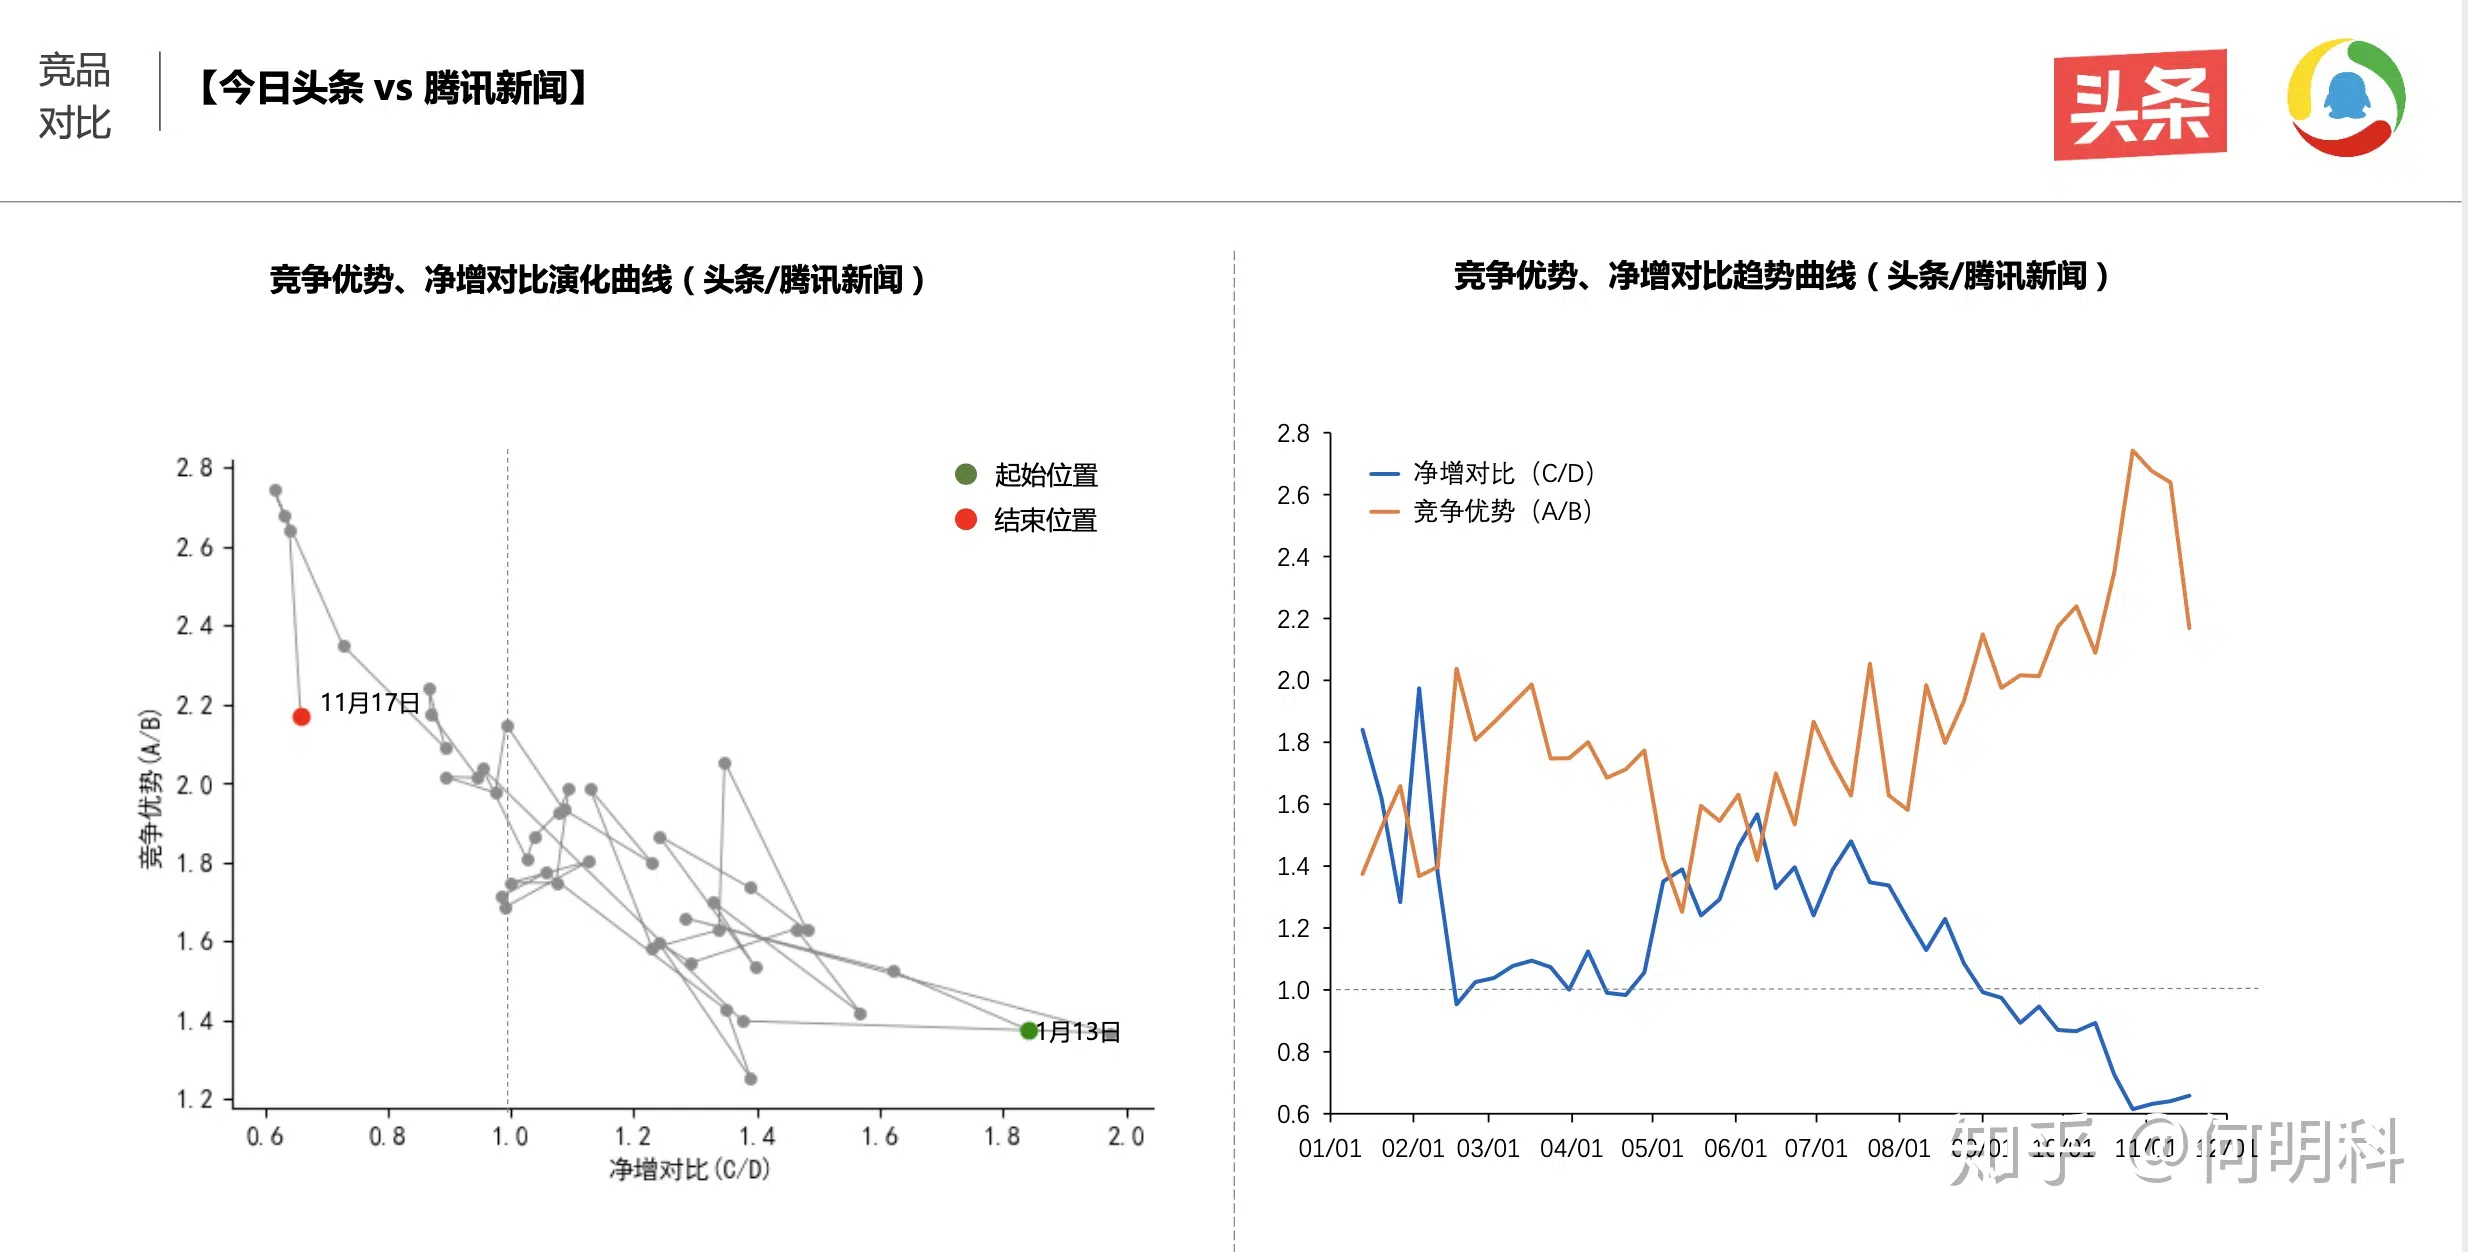 竞品
对比
【今日头条 vs 腾讯新闻】
头条
竞争优势、净增对比演化曲线（头条/腾讯新闻）
起始位置
结束位置
2.8
2.6
2.4
2.2
2.0
1.8
1.6
1.4
1.2
竞争优势(A/B)
11月17日
1月13日
0.6 0.8 1.0 1.2 1.4 1.6 1.8 2.0
净增对比(C/D)
竞争优势、净增对比趋势曲线（头条/腾讯新闻）
净增对比（C/D）
竞争优势（A/B）
2.8
2.6
2.4
2.2
2.0
1.8
1.6
1.4
1.2
1.0
0.8
0.6
01/01 02/01 03/01 04/01 05/01 06/01 07/01 08/01 09/01 10/01 11/01 12/01
知乎 @何明科